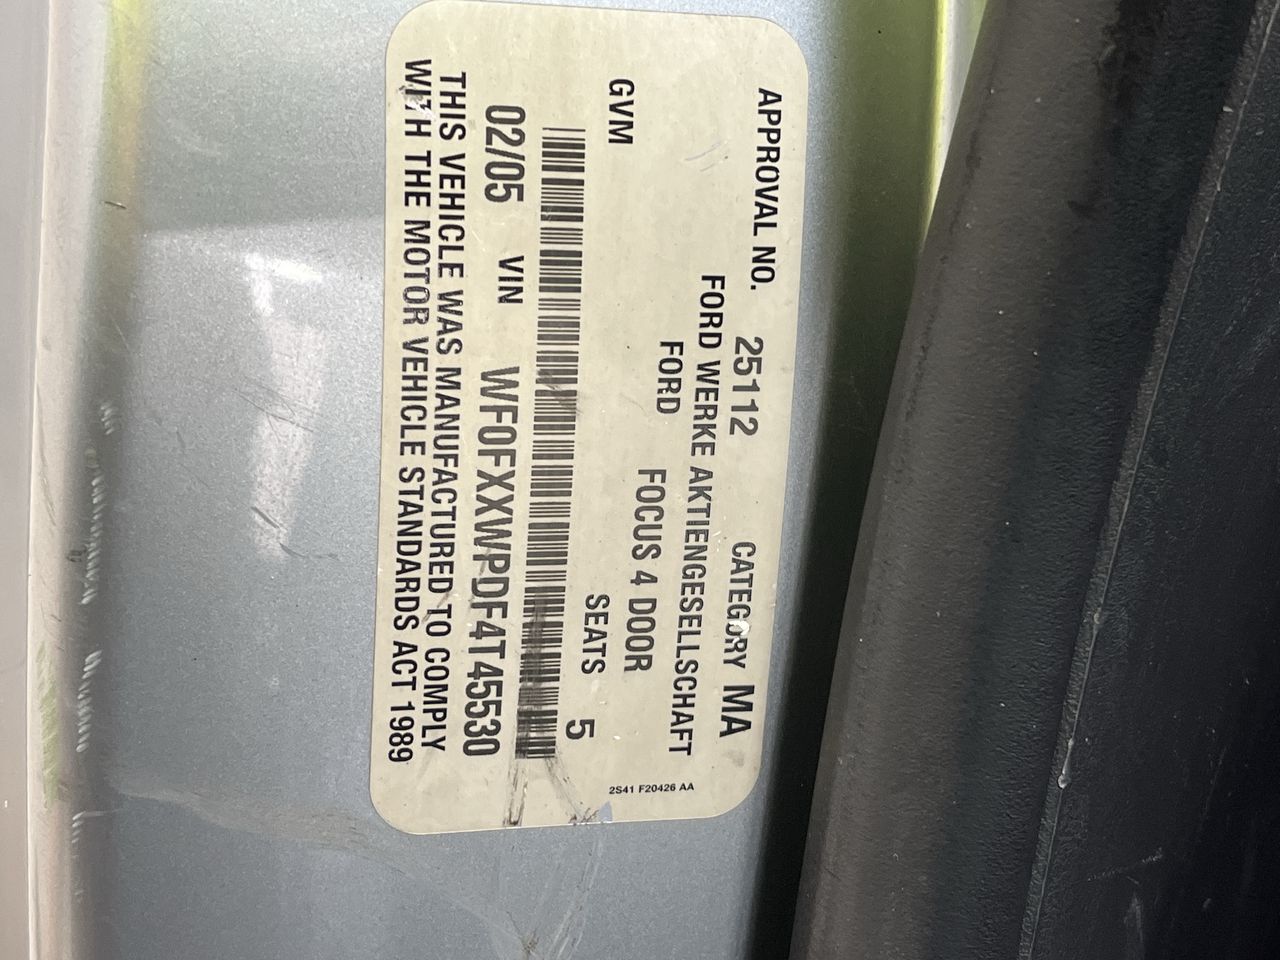 APPROVAL NO. 25112 CATEGORY MA
FORD WERKE AKTIENGESELLSCHAFT
FORD FOCUS 4 DOOR
GVM SEATS 5
02/05 VIN WF0FXXWPDF4T45530
THIS VEHICLE WAS MANUFACTURED TO COMPLY
WITH THE MOTOR VEHICLE STANDARDS ACT 1989
2S41 F20426 AA